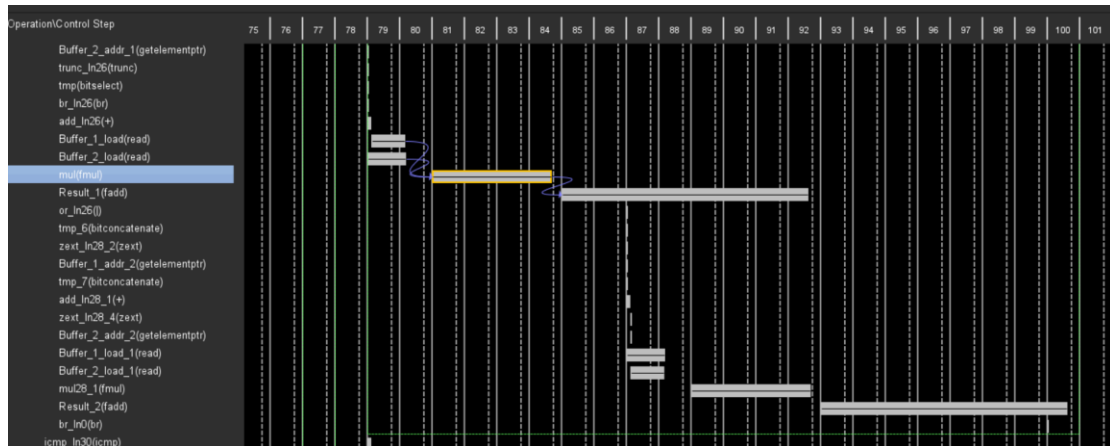 Operation\Control Step 75 76 77 78 79 80 81 82 83 84 85 86 87 88 89 90 91 92 93 94 95 96 97 98 99 100 101
Buffer_2_addr_1(getelementptr)
trunc_ln26(trunc)
tmp(bitselect)
br_ln26(br)
add_ln26(+)
Buffer_1_load(read)
Buffer_2_load(read)
mul(fmul)
Result_1(fadd)
or_ln26(|)
tmp_6(bitconcatenate)
zext_ln28_2(zext)
Buffer_1_addr_2(getelementptr)
tmp_7(bitconcatenate)
add_ln28_1(+)
zext_ln28_4(zext)
Buffer_2_addr_2(getelementptr)
Buffer_1_load_1(read)
Buffer_2_load_1(read)
mul28_1(fmul)
Result_2(fadd)
br_ln0(br)
icmp_ln30(icmp)